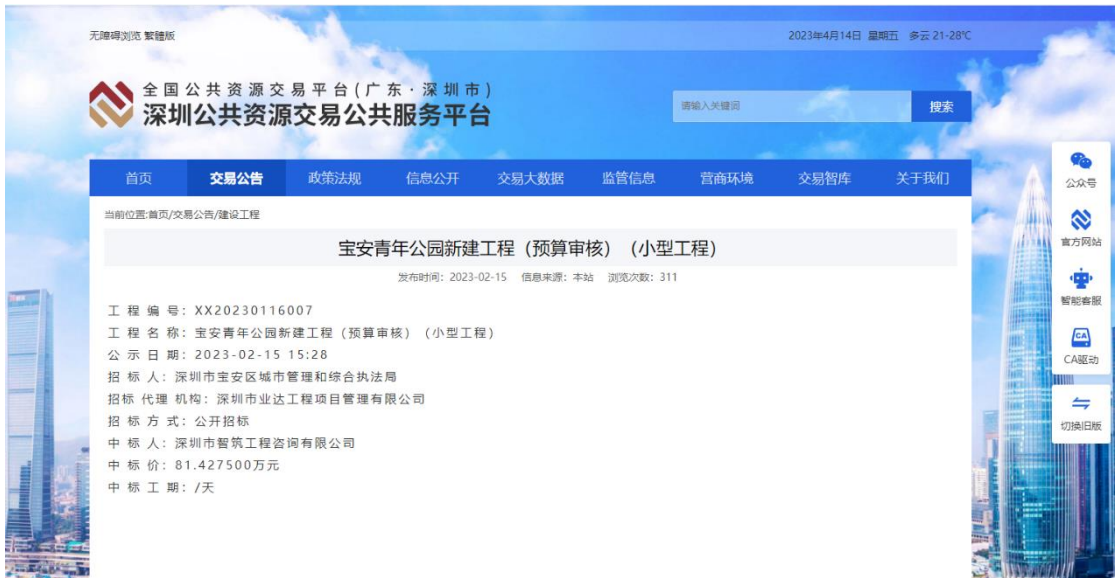 无障碍浏览 繁體版
2023年4月14日 星期五 多云 21-28℃
全国公共资源交易平台(广东·深圳市)
深圳公共资源交易公共服务平台
请输入关键词
搜索
首页 交易公告 政策法规 信息公开 交易大数据 监管信息 营商环境 交易智库 关于我们
当前位置:首页/交易公告/建设工程
宝安青年公园新建工程（预算审核）（小型工程）
发布时间：2023-02-15 信息来源：本站 浏览次数：311
工 程 编 号：XX20230116007
工 程 名 称：宝安青年公园新建工程（预算审核）（小型工程）
公 示 日 期：2023-02-15 15:28
招 标 人：深圳市宝安区城市管理和综合执法局
招标 代理 机构：深圳市业达工程项目管理有限公司
招 标 方 式：公开招标
中 标 人：深圳市智筑工程咨询有限公司
中 标 价：81.427500万元
中 标 工 期：/天
公众号
官方网站
智能客服
CA
CA驱动
切换旧版